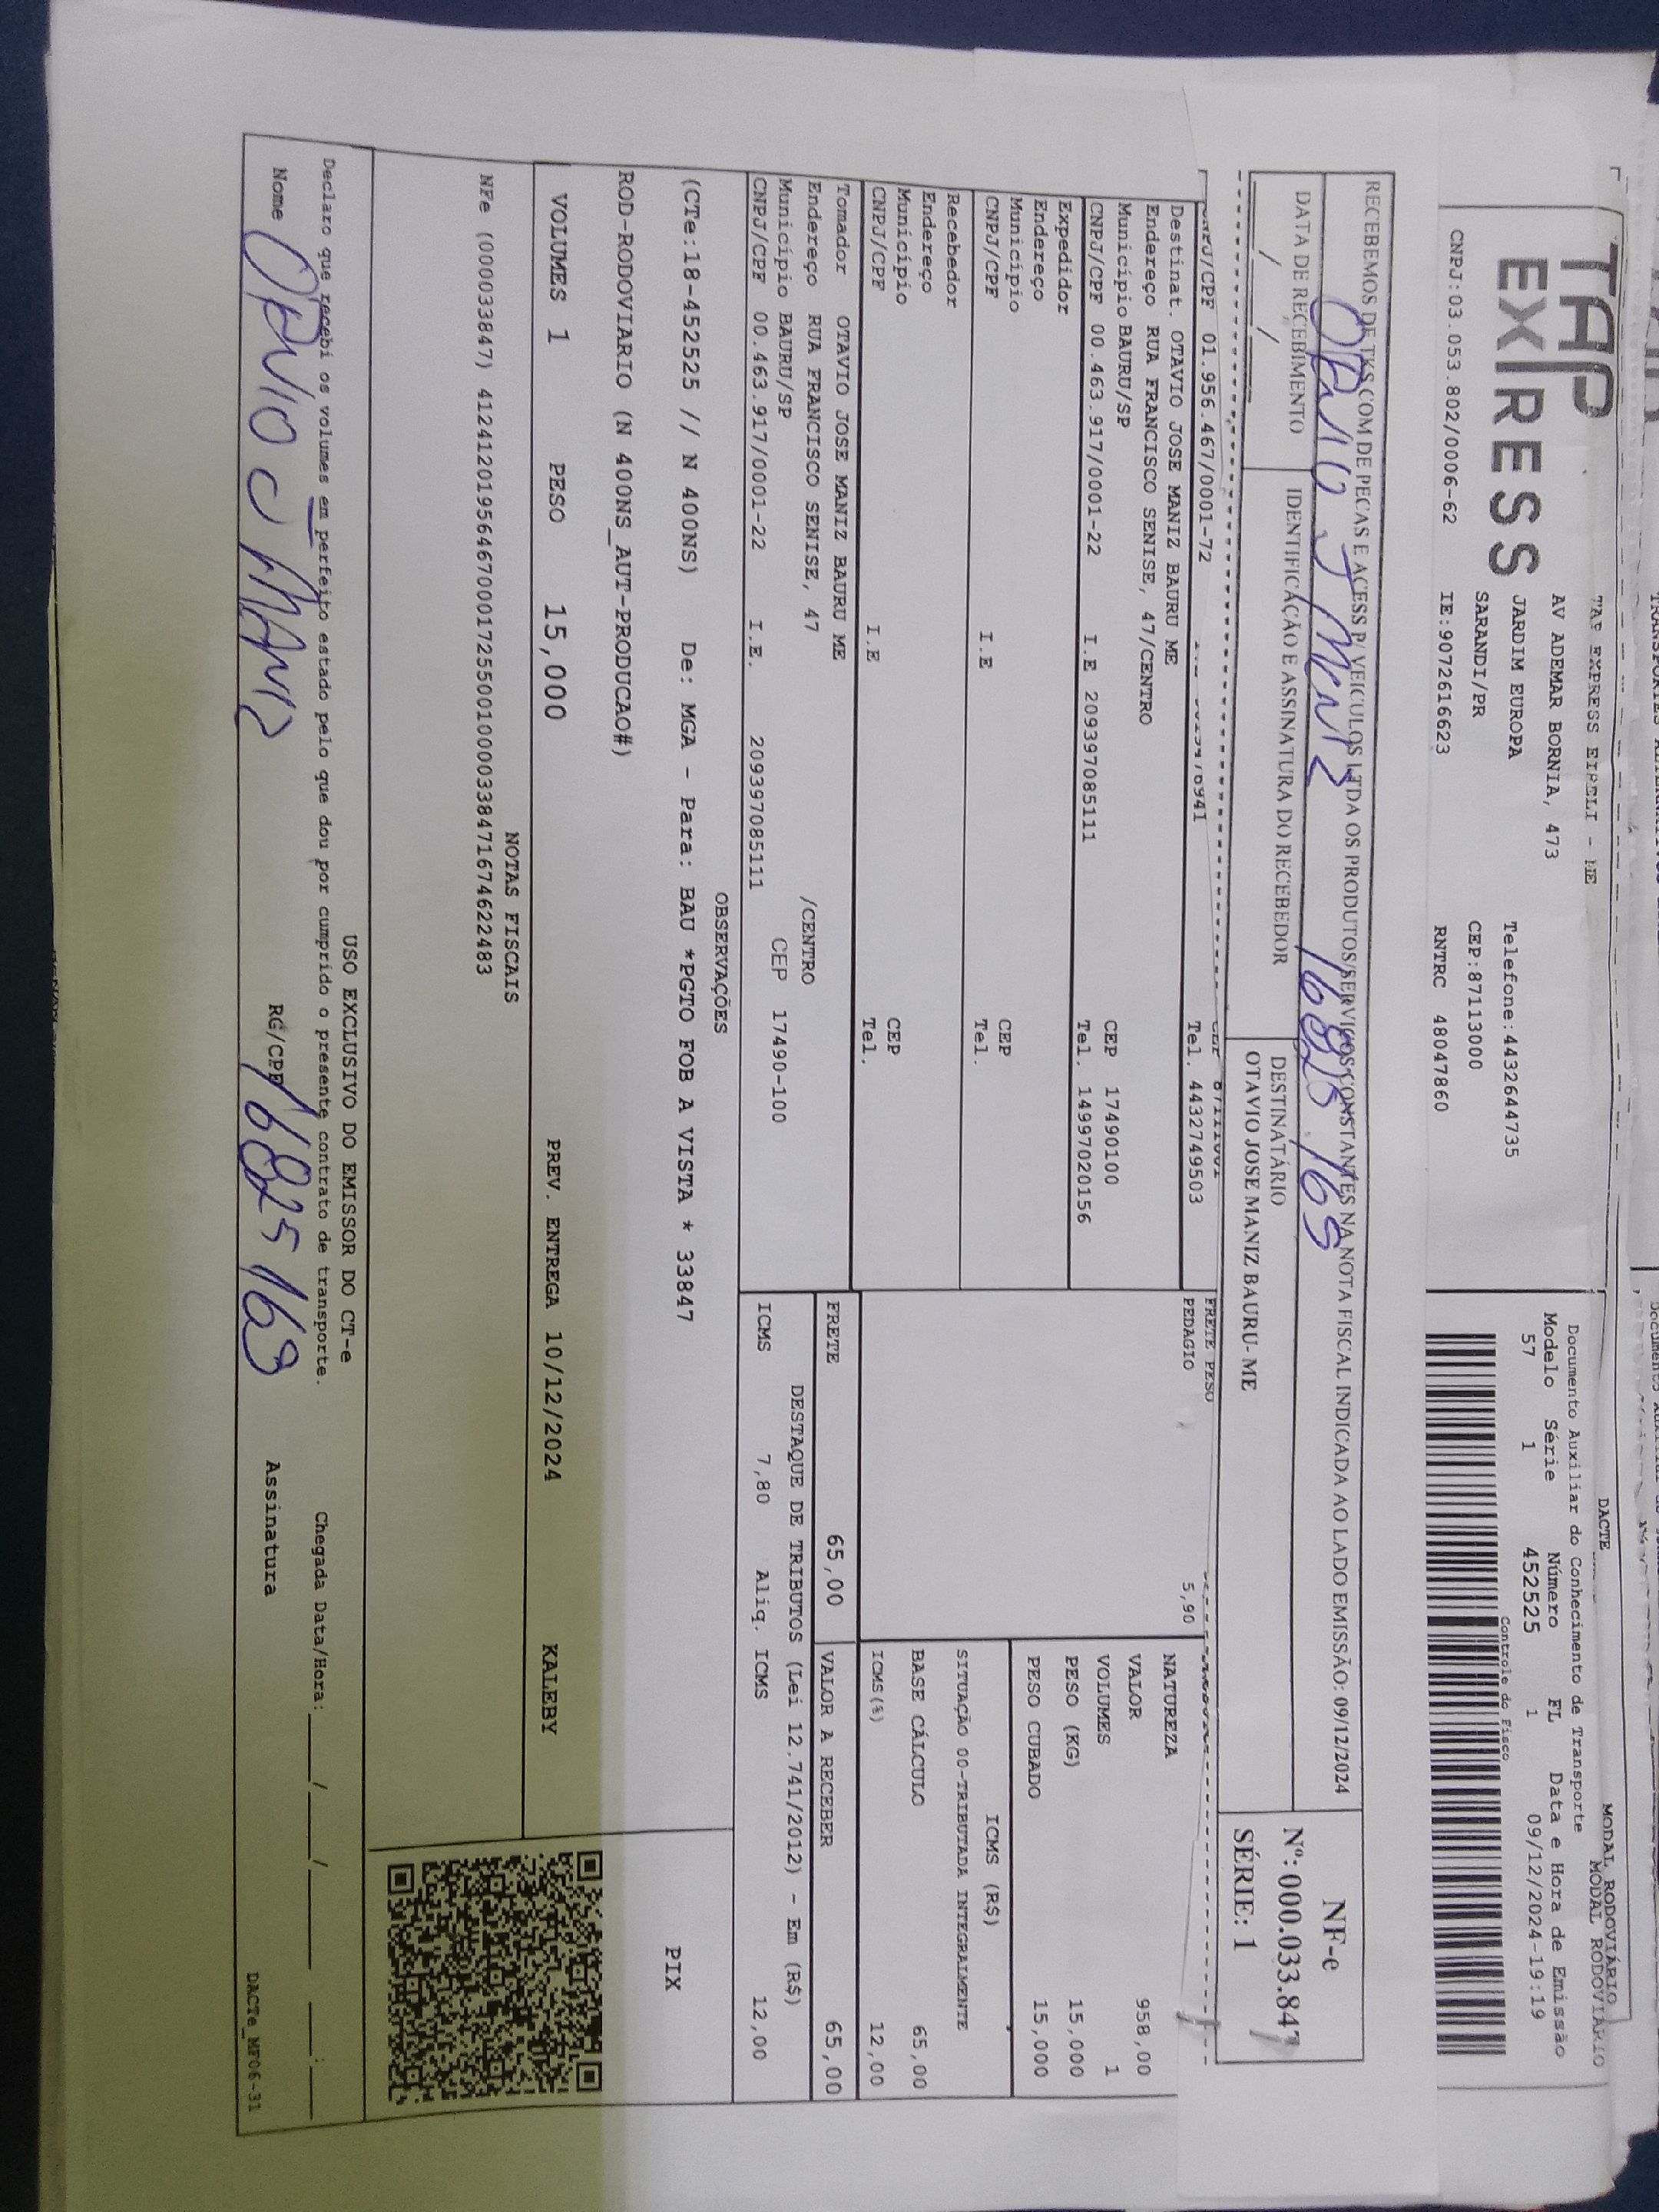 TAP EXPRESS EIRELI - ME
TAP
EXPRESS
AV ADEMAR BORNIA, 473
JARDIM EUROPA
SARANDI/PR
Telefone:4432644735
CEP:87113000
CNPJ:03.053.802/0006-62
IE:9072616623
RNTRC 48047860
DACTE
MODAL RODOVIÁRIO
MODAL RODOVIÁRIO
Documento Auxiliar do Conhecimento de Transporte
Modelo Série Número FL Data e Hora de Emissão
57 1 452525 1 09/12/2024-19:19
Controle do Fisco
RECEBEMOS DE TKS COM DE PECAS E ACESS P/ VEICULOS LTDA OS PRODUTOS/SERVIÇOS CONSTANTES NA NOTA FISCAL INDICADA AO LADO EMISSÃO: 09/12/2024
DATA DE RECEBIMENTO
/ /
IDENTIFICAÇÃO E ASSINATURA DO RECEBEDOR
DESTINATÁRIO
OTAVIO JOSE MANIZ BAURU- ME
NF-e
Nº: 000.033.847
SÉRIE: 1
CNPJ/CPF 01.956.467/0001-72
Tel. 4432749503
Destinat. OTAVIO JOSE MANIZ BAURU ME
Endereço RUA FRANCISCO SENISE, 47/CENTRO
Município BAURU/SP CEP 17490100
CNPJ/CPF 00.463.917/0001-22 I.E 209397085111 Tel. 14997020156
Expedidor
Endereço
Município CEP
CNPJ/CPF I.E Tel.
Recebedor
Endereço
Município CEP
CNPJ/CPF I.E Tel.
Tomador OTAVIO JOSE MANIZ BAURU ME
Endereço RUA FRANCISCO SENISE, 47 /CENTRO
Município BAURU/SP CEP 17490-100
CNPJ/CPF 00.463.917/0001-22 I.E. 209397085111
FRETE PESO
PEDAGIO 5,90
NATUREZA
VALOR 958,00
VOLUMES 1
PESO (KG) 15,000
PESO CUBADO 15,000
ICMS (R$)
SITUAÇÃO 00-TRIBUTADA INTEGRALMENTE
BASE CÁLCULO 65,00
ICMS(%) 12,00
FRETE 65,00
VALOR A RECEBER 65,00
DESTAQUE DE TRIBUTOS (Lei 12.741/2012) - Em (R$)
ICMS 7,80 Aliq. ICMS 12,00
OBSERVAÇÕES
(CTe:18-452525 // N 400NS) De: MGA - Para: BAU *PGTO FOB A VISTA * 33847
ROD-RODOVIARIO (N 400NS_AUT-PRODUCAO#)
PIX
VOLUMES 1 PESO 15,000 PREV. ENTREGA 10/12/2024 KALEBY
NOTAS FISCAIS
NFe (000033847) 41241201956467000172550010000338471674622483
USO EXCLUSIVO DO EMISSOR DO CT-e
Declaro que recebi os volumes em perfeito estado pelo que dou por cumprido o presente contrato de transporte.
Chegada Data/Hora: ____/____/______ ____:____
Nome
RG/CPF
Assinatura
DACTe_MF06-31